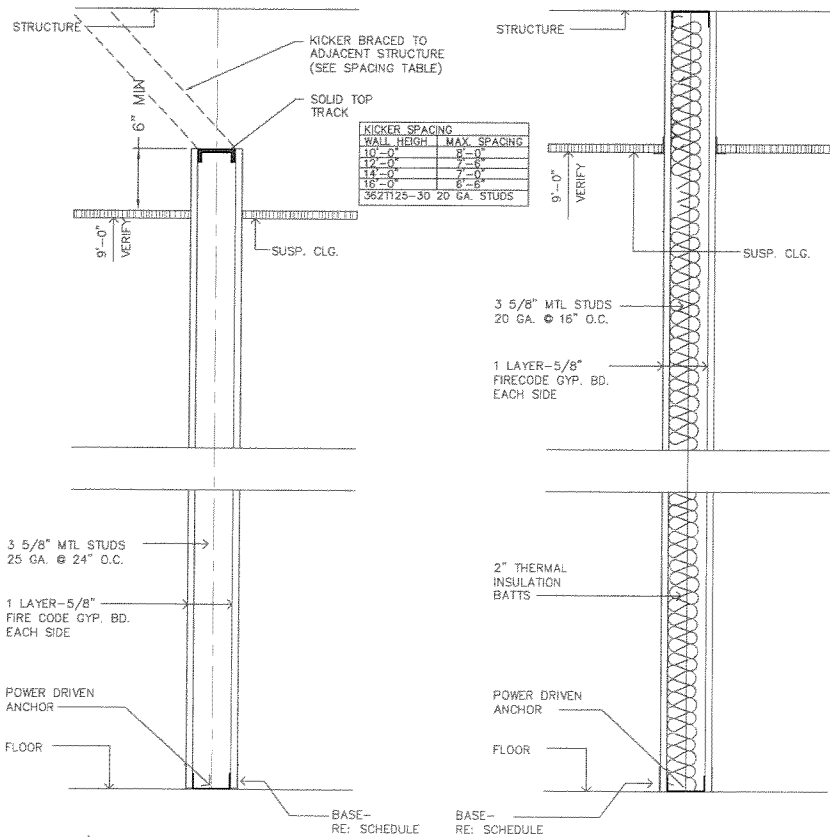 STRUCTURE
KICKER BRACED TO
ADJACENT STRUCTURE
(SEE SPACING TABLE)
6" MIN
SOLID TOP
TRACK
KICKER SPACING
WALL HEIGH MAX. SPACING
10'-0" 8'-0"
12'-0" 7'-6"
14'-0" 7'-0"
16'-0" 6'-6"
362T125-30 20 GA. STUDS
9'-0"
VERIFY
SUSP. CLG.
3 5/8" MTL STUDS
25 GA. @ 24" O.C.
1 LAYER-5/8"
FIRE CODE GYP. BD.
EACH SIDE
POWER DRIVEN
ANCHOR
FLOOR
BASE-
RE: SCHEDULE
STRUCTURE
9'-0"
VERIFY
SUSP. CLG.
3 5/8" MTL STUDS
20 GA. @ 16" O.C.
1 LAYER-5/8"
FIRECODE GYP. BD.
EACH SIDE
2" THERMAL
INSULATION
BATTS
POWER DRIVEN
ANCHOR
FLOOR
BASE-
RE: SCHEDULE